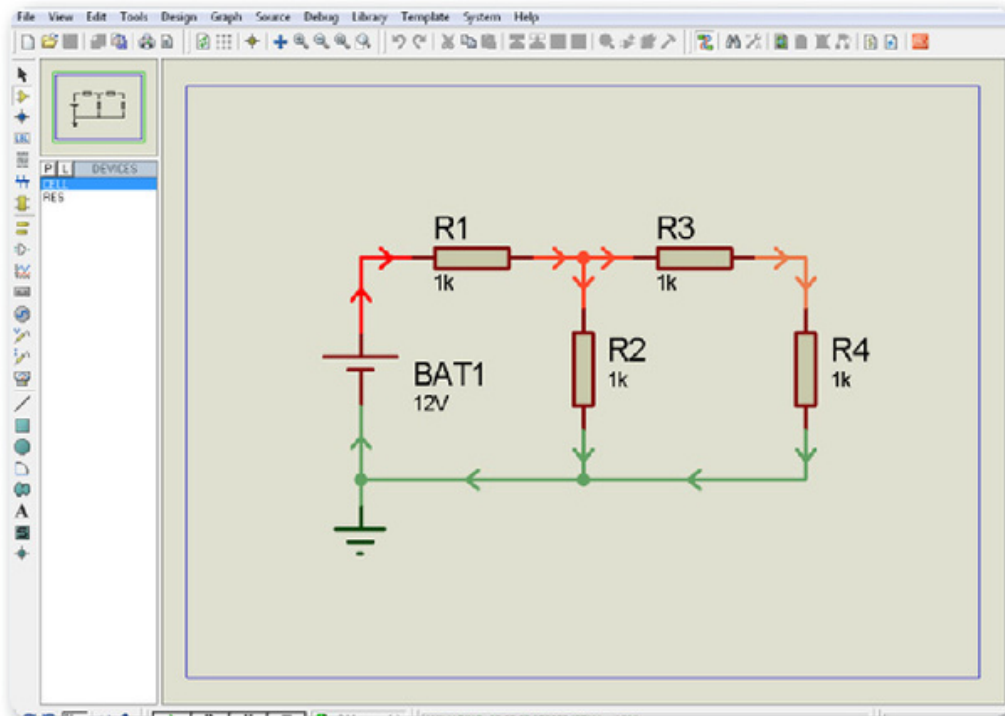 File View Edit Tools Design Graph Source Debug Library Template System Help
P L DEVICES
CELL
RES
R1
1k
R3
1k
BAT1
12V
R2
1k
R4
1k